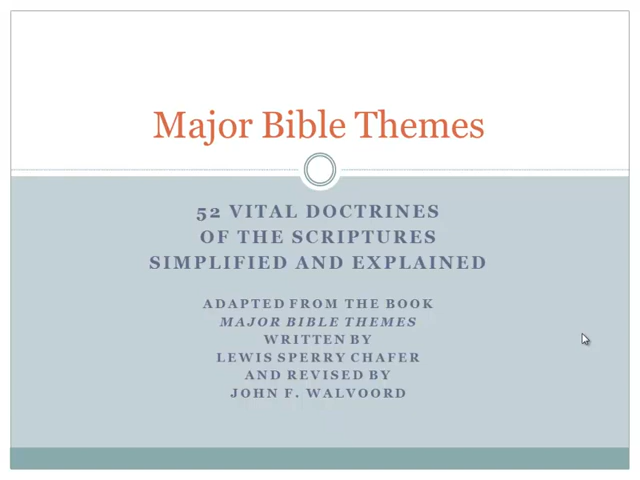 Major Bible Themes
52 VITAL DOCTRINES
OF THE SCRIPTURES
SIMPLIFIED AND EXPLAINED
ADAPTED FROM THE BOOK
MAJOR BIBLE THEMES
WRITTEN BY
LEWIS SPERRY CHAFER
AND REVISED BY
JOHN F. WALVOORD